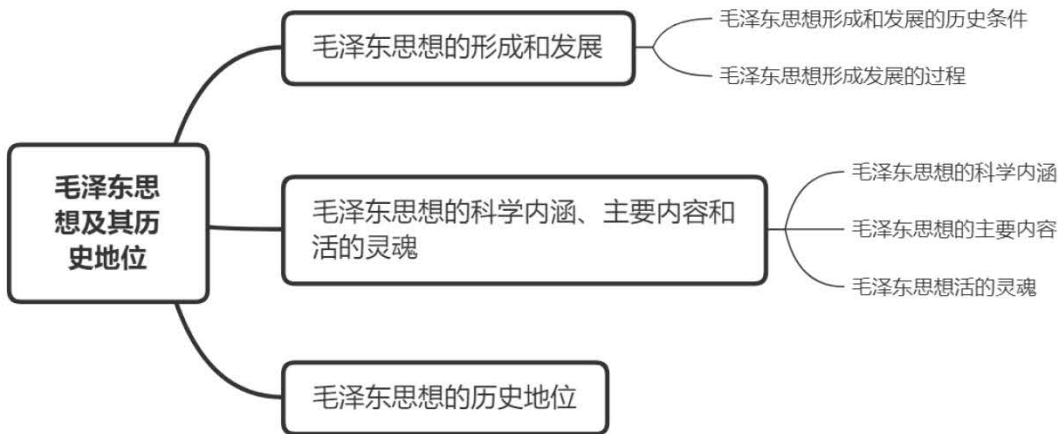 毛泽东思
想及其历
史地位
毛泽东思想的形成和发展
毛泽东思想形成和发展的历史条件
毛泽东思想形成发展的过程
毛泽东思想的科学内涵、主要内容和
活的灵魂
毛泽东思想的科学内涵
毛泽东思想的主要内容
毛泽东思想活的灵魂
毛泽东思想的历史地位